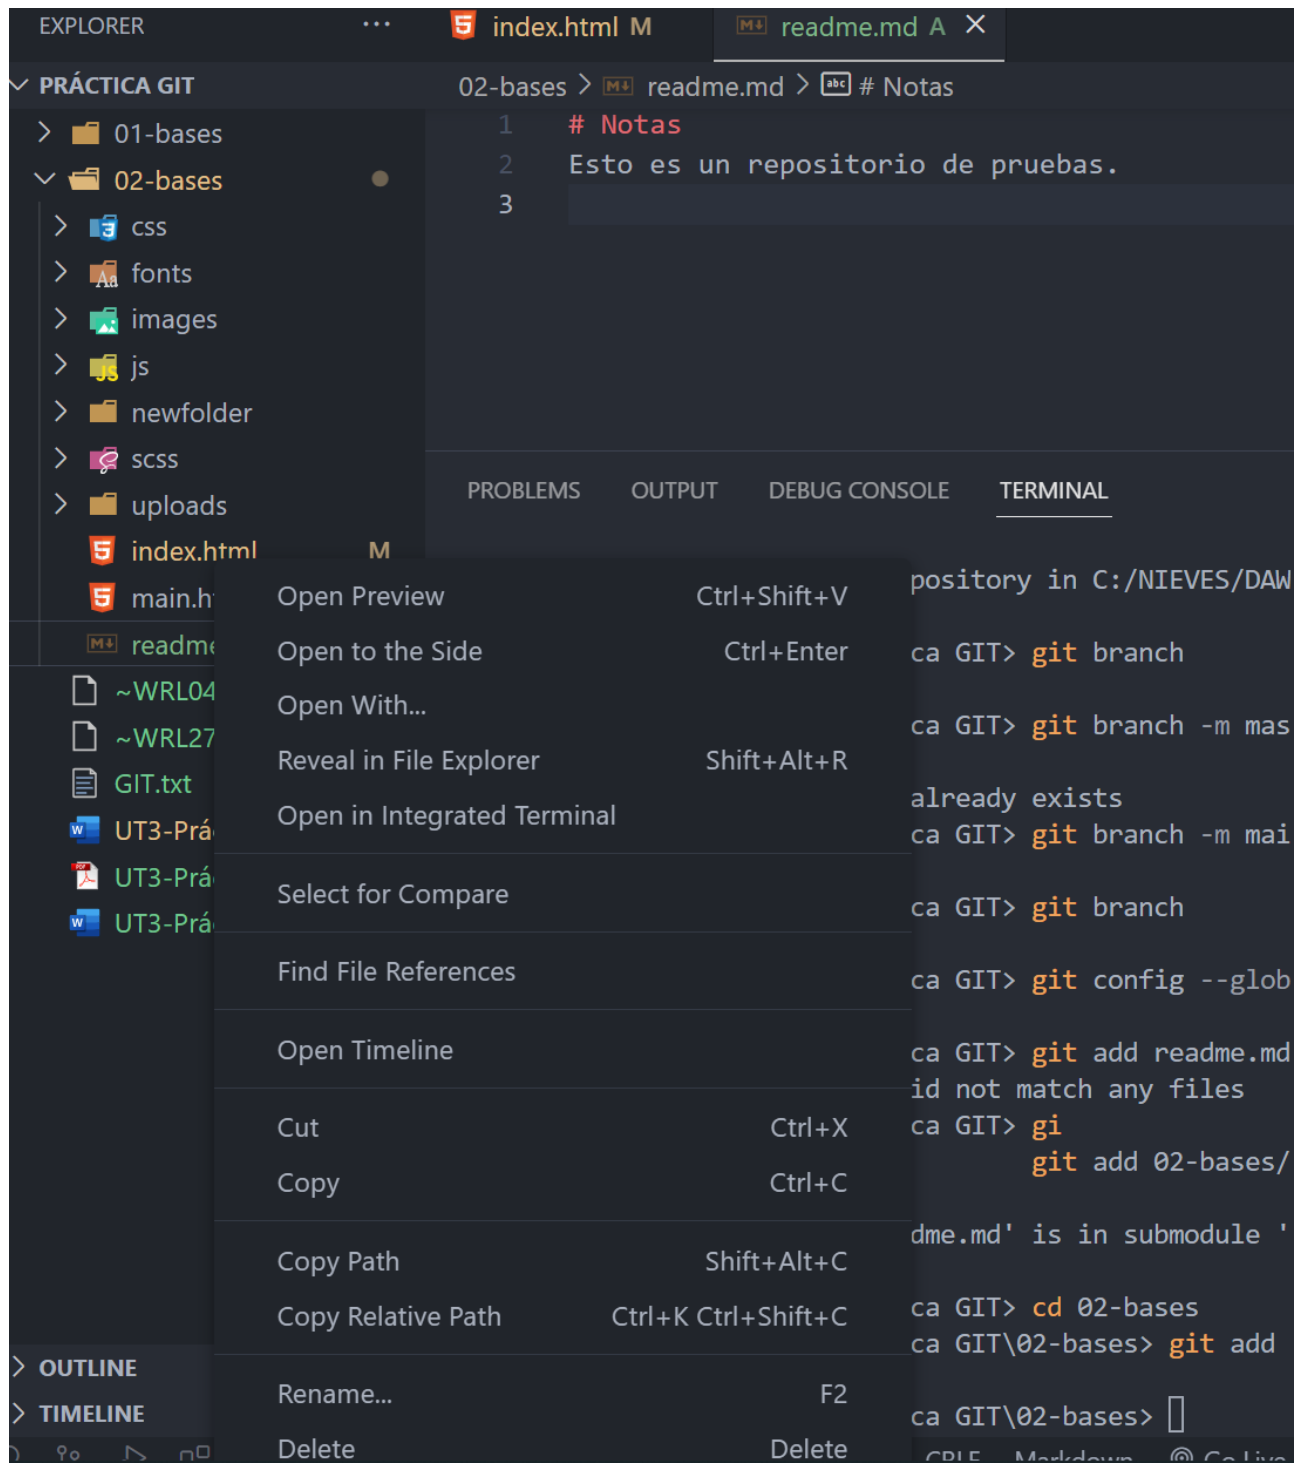 EXPLORER ...
index.html M
readme.md A
PRÁCTICA GIT
02-bases > readme.md > # Notas
01-bases
02-bases
css
fonts
images
js
newfolder
scss
uploads
index.html M
main.h
readme
~WRL04
~WRL27
GIT.txt
UT3-Prá
UT3-Prá
UT3-Prá
OUTLINE
TIMELINE
1 # Notas
2 Esto es un repositorio de pruebas.
3
PROBLEMS OUTPUT DEBUG CONSOLE TERMINAL
Open Preview Ctrl+Shift+V
Open to the Side Ctrl+Enter
Open With...
Reveal in File Explorer Shift+Alt+R
Open in Integrated Terminal
Select for Compare
Find File References
Open Timeline
Cut Ctrl+X
Copy Ctrl+C
Copy Path Shift+Alt+C
Copy Relative Path Ctrl+K Ctrl+Shift+C
Rename... F2
Delete Delete
pository in C:/NIEVES/DAW
ca GIT> git branch
ca GIT> git branch -m mas
already exists
ca GIT> git branch -m mai
ca GIT> git branch
ca GIT> git config --glob
ca GIT> git add readme.md
id not match any files
ca GIT> gi
git add 02-bases/
dme.md' is in submodule '
ca GIT> cd 02-bases
ca GIT\02-bases> git add
ca GIT\02-bases>
CRLF Markdown Go Live